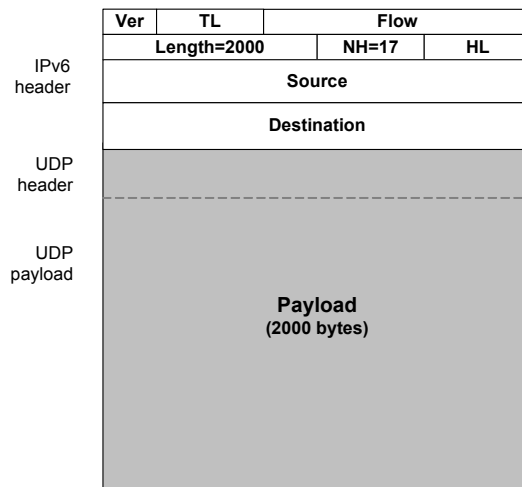 Ver TL Flow
Length=2000 NH=17 HL
IPv6
header
Source
Destination
UDP
header
UDP
payload
Payload
(2000 bytes)